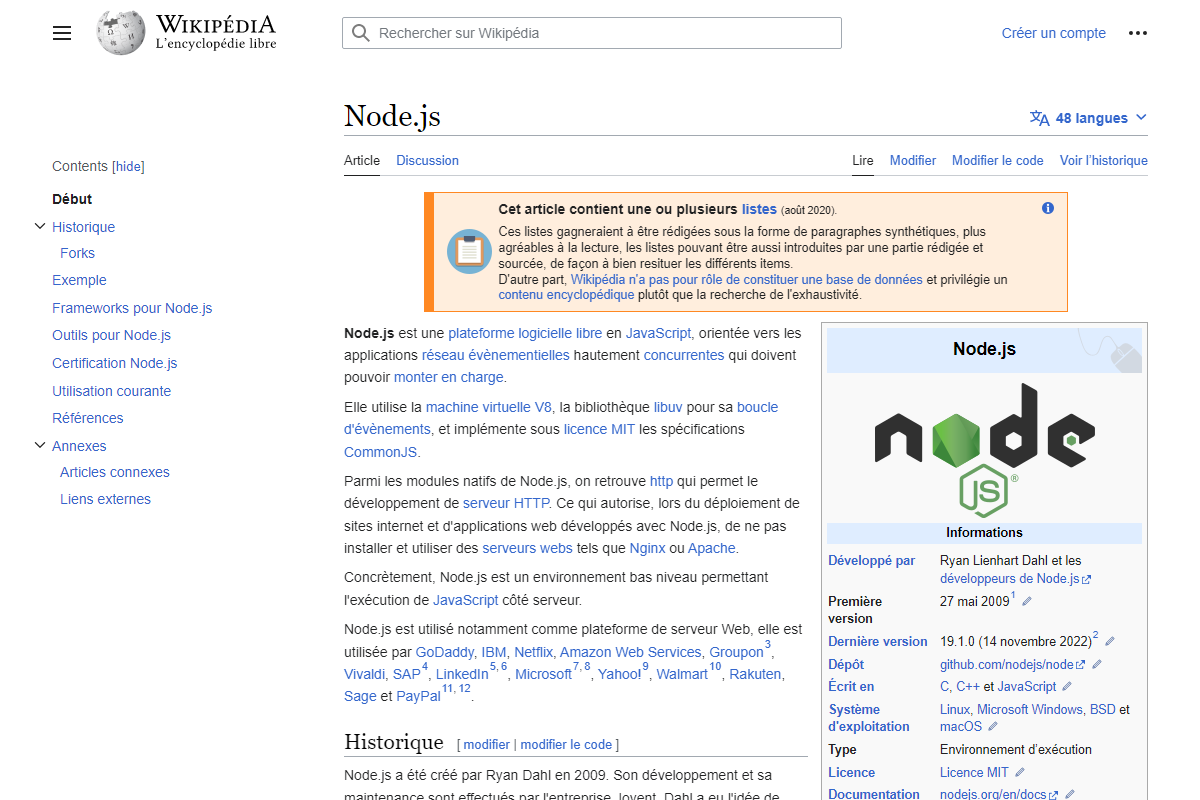 WIKIPÉDIA
L'encyclopédie libre
Rechercher sur Wikipédia
Créer un compte
Node.js
48 langues
Article Discussion
Lire Modifier Modifier le code Voir l'historique
Contents [hide]
Début
Historique
Forks
Exemple
Frameworks pour Node.js
Outils pour Node.js
Certification Node.js
Utilisation courante
Références
Annexes
Articles connexes
Liens externes
Cet article contient une ou plusieurs listes (août 2020).
Ces listes gagneraient à être rédigées sous la forme de paragraphes synthétiques, plus
agréables à la lecture, les listes pouvant être aussi introduites par une partie rédigée et
sourcée, de façon à bien resituer les différents items.
D'autre part, Wikipédia n'a pas pour rôle de constituer une base de données et privilégie un
contenu encyclopédique plutôt que la recherche de l'exhaustivité.
Node.js est une plateforme logicielle libre en JavaScript, orientée vers les
applications réseau évènementielles hautement concurrentes qui doivent
pouvoir monter en charge.
Elle utilise la machine virtuelle V8, la bibliothèque libuv pour sa boucle
d'évènements, et implémente sous licence MIT les spécifications
CommonJS.
Parmi les modules natifs de Node.js, on retrouve http qui permet le
développement de serveur HTTP. Ce qui autorise, lors du déploiement de
sites internet et d'applications web développés avec Node.js, de ne pas
installer et utiliser des serveurs webs tels que Nginx ou Apache.
Concrètement, Node.js est un environnement bas niveau permettant
l'exécution de JavaScript côté serveur.
Node.js est utilisé notamment comme plateforme de serveur Web, elle est
utilisée par GoDaddy, IBM, Netflix, Amazon Web Services, Groupon3,
Vivaldi, SAP4, LinkedIn5, 6, Microsoft7, 8, Yahoo!9, Walmart10, Rakuten,
Sage et PayPal11, 12.
Historique [ modifier | modifier le code ]
Node.js a été créé par Ryan Dahl en 2009. Son développement et sa
maintenance sont effectués par l'entreprise Joyent. Dahl a eu l'idée de
Node.js
node
JS®
Informations
Développé par Ryan Lienhart Dahl et les
développeurs de Node.js
Première version 27 mai 20091
Dernière version 19.1.0 (14 novembre 2022)2
Dépôt github.com/nodejs/node
Écrit en C, C++ et JavaScript
Système Linux, Microsoft Windows, BSD et
d'exploitation macOS
Type Environnement d'exécution
Licence Licence MIT
Documentation nodejs.org/en/docs